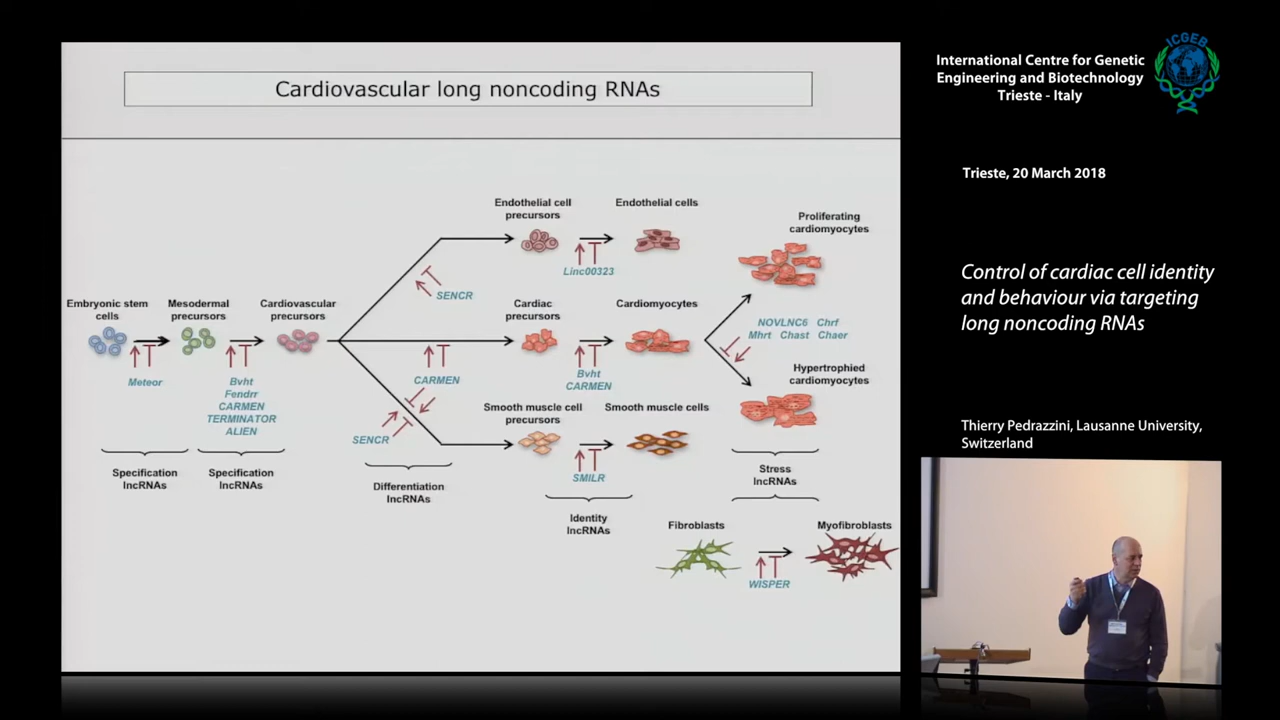 Cardiovascular long noncoding RNAs
Endothelial cell
precursors
Endothelial cells
Proliferating
cardiomyocytes
Linc00323
SENCR
Embryonic stem
cells
Mesodermal
precursors
Cardiovascular
precursors
Cardiac
precursors
Cardiomyocytes
NOVLNC6 Chrf
Mhrt Chast Chaer
Meteor
Bvht
Fendrr
CARMEN
TERMINATOR
ALIEN
CARMEN
Bvht
CARMEN
Hypertrophied
cardiomyocytes
SENCR
Smooth muscle cell
precursors
Smooth muscle cells
SMILR
Specification
lncRNAs
Specification
lncRNAs
Differentiation
lncRNAs
Identity
lncRNAs
Stress
lncRNAs
Fibroblasts
Myofibroblasts
WISPER
International Centre for Genetic
Engineering and Biotechnology
Trieste - Italy
ICGEB
Trieste, 20 March 2018
Control of cardiac cell identity
and behaviour via targeting
long noncoding RNAs
Thierry Pedrazzini, Lausanne University,
Switzerland